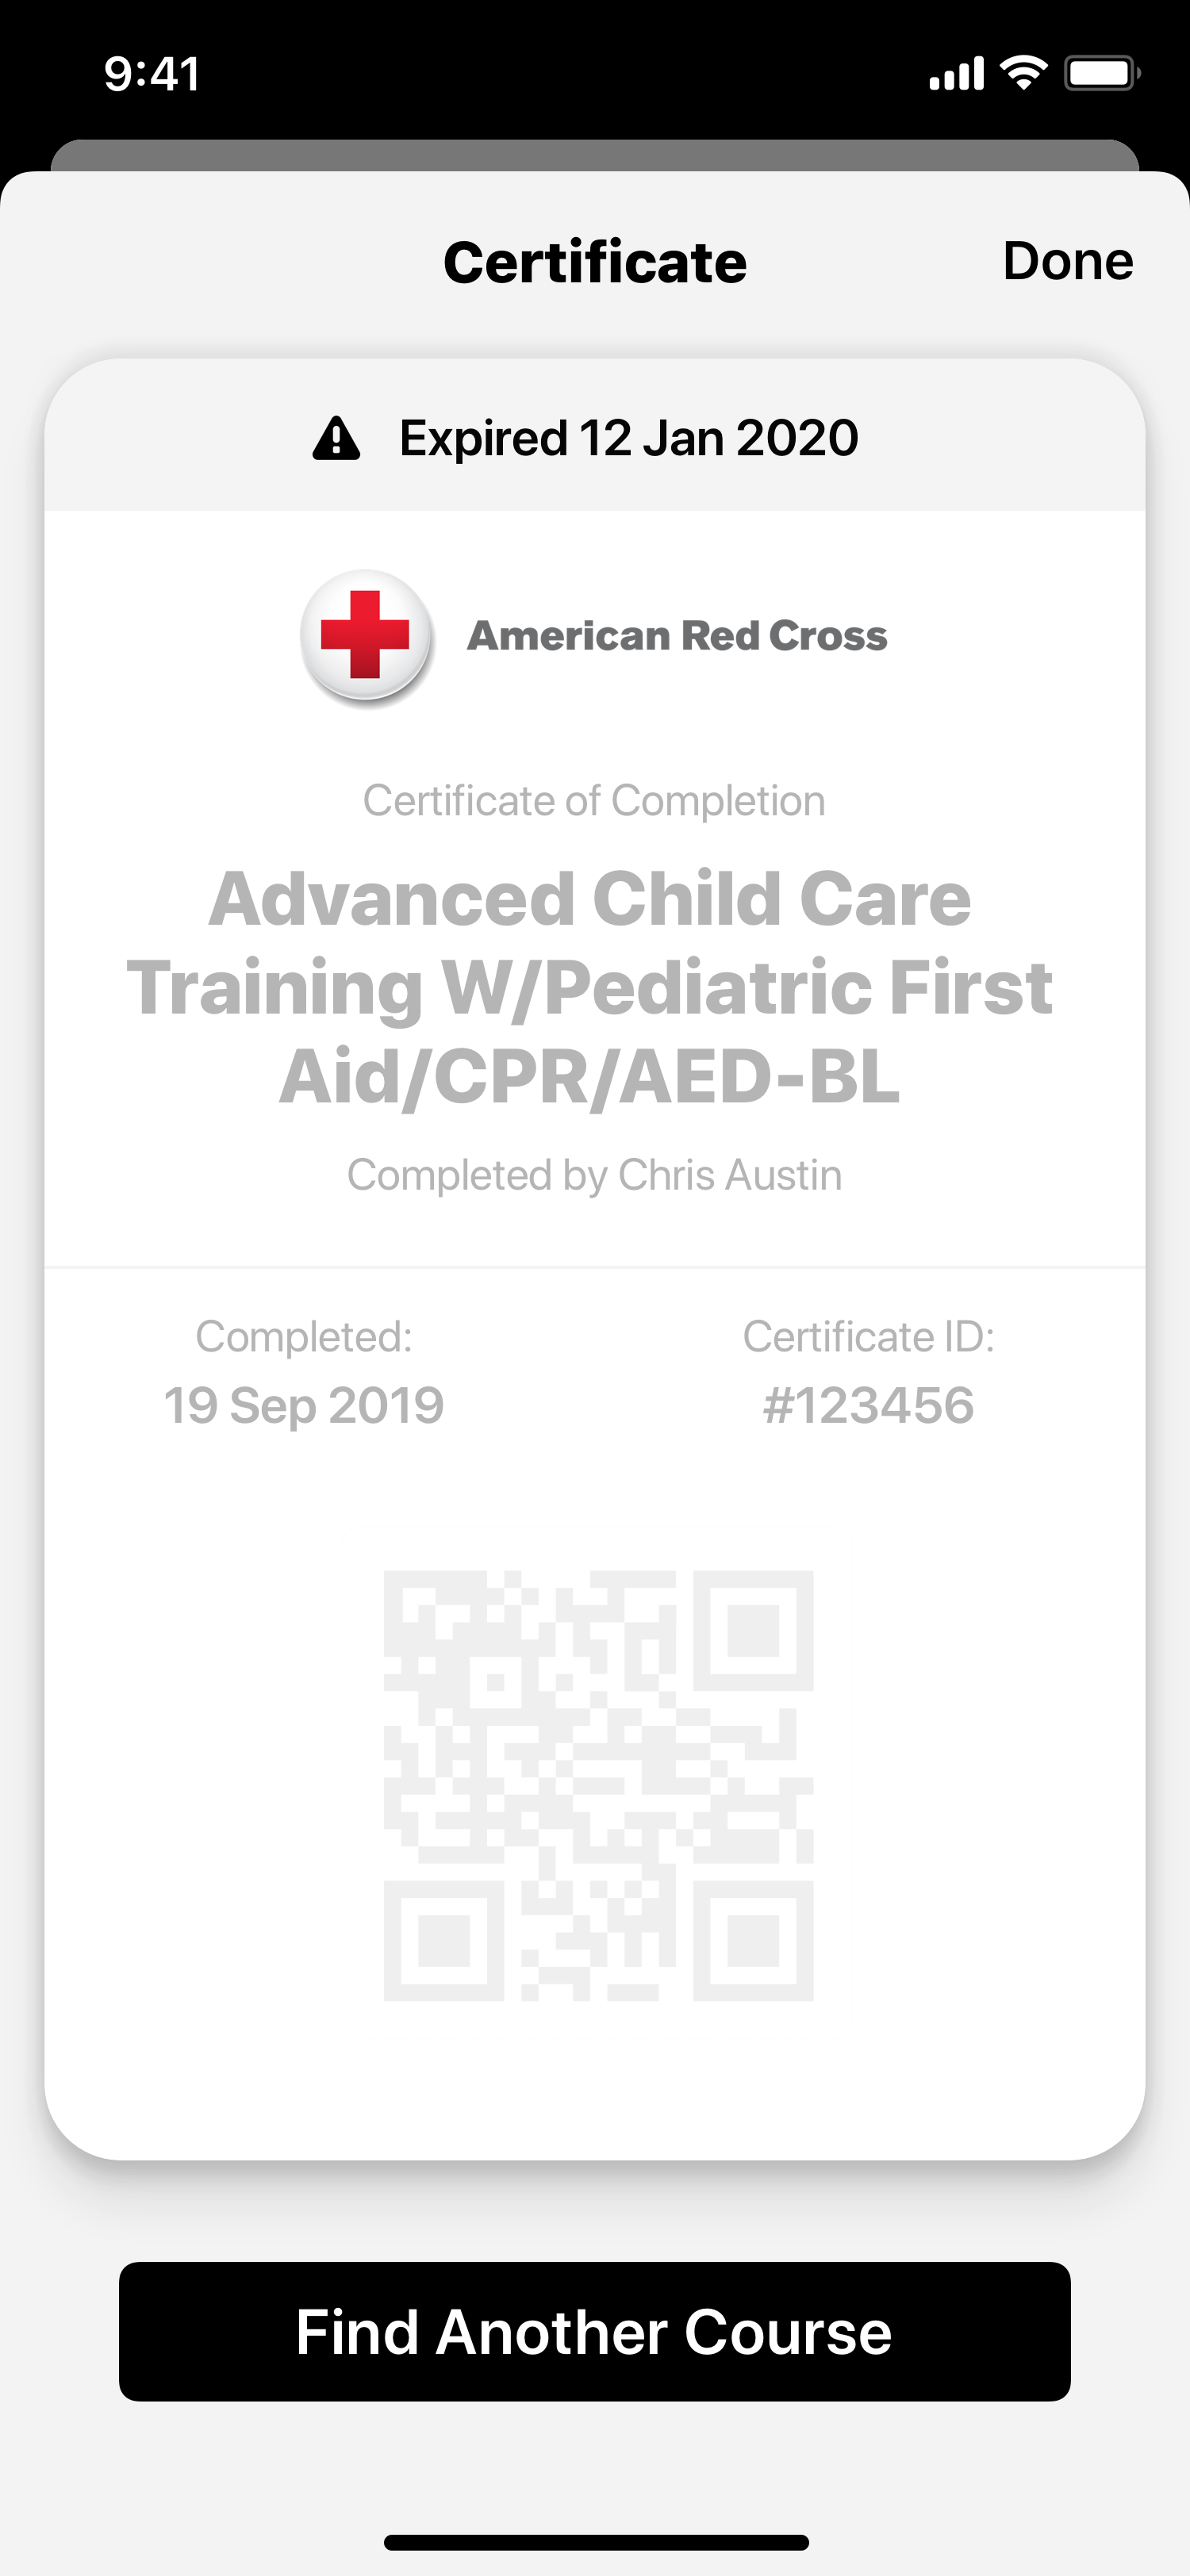 9:41
Certificate
Done
Expired 12 Jan 2020
American Red Cross
Certificate of Completion
Advanced Child Care
Training W/Pediatric First
Aid/CPR/AED-BL
Completed by Chris Austin
Completed:
19 Sep 2019
Certificate ID:
#123456
Find Another Course